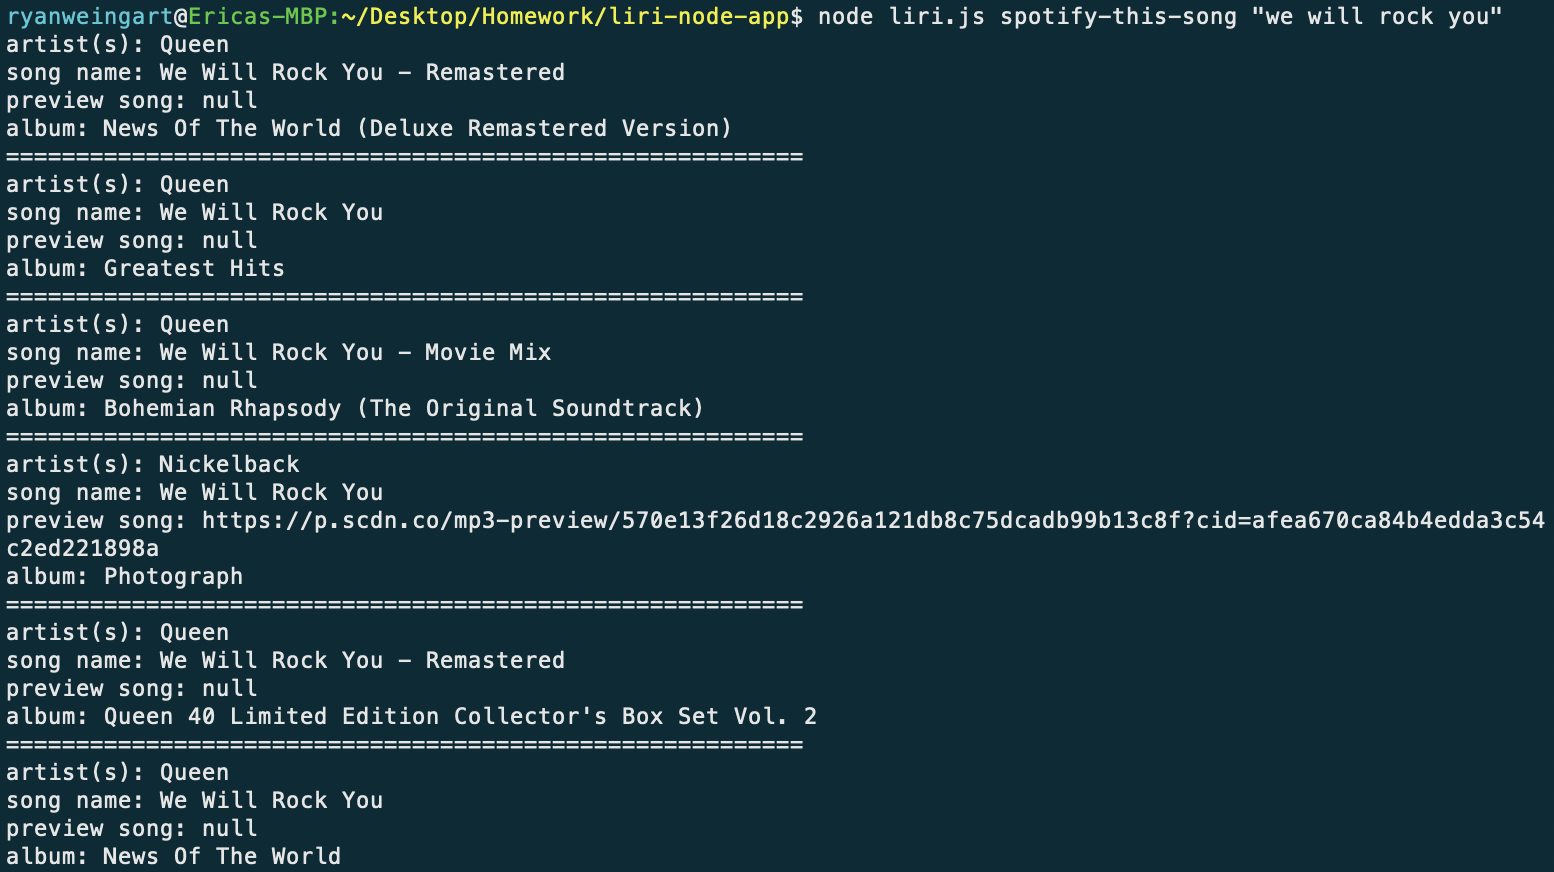 ryanweingart@Ericas-MBP:~/Desktop/Homework/liri-node-app$ node liri.js spotify-this-song "we will rock you"
artist(s): Queen
song name: We Will Rock You - Remastered
preview song: null
album: News Of The World (Deluxe Remastered Version)
=========================================================
artist(s): Queen
song name: We Will Rock You
preview song: null
album: Greatest Hits
=========================================================
artist(s): Queen
song name: We Will Rock You - Movie Mix
preview song: null
album: Bohemian Rhapsody (The Original Soundtrack)
=========================================================
artist(s): Nickelback
song name: We Will Rock You
preview song: https://p.scdn.co/mp3-preview/570e13f26d18c2926a121db8c75dcadb99b13c8f?cid=afea670ca84b4edda3c54
c2ed221898a
album: Photograph
=========================================================
artist(s): Queen
song name: We Will Rock You - Remastered
preview song: null
album: Queen 40 Limited Edition Collector's Box Set Vol. 2
=========================================================
artist(s): Queen
song name: We Will Rock You
preview song: null
album: News Of The World